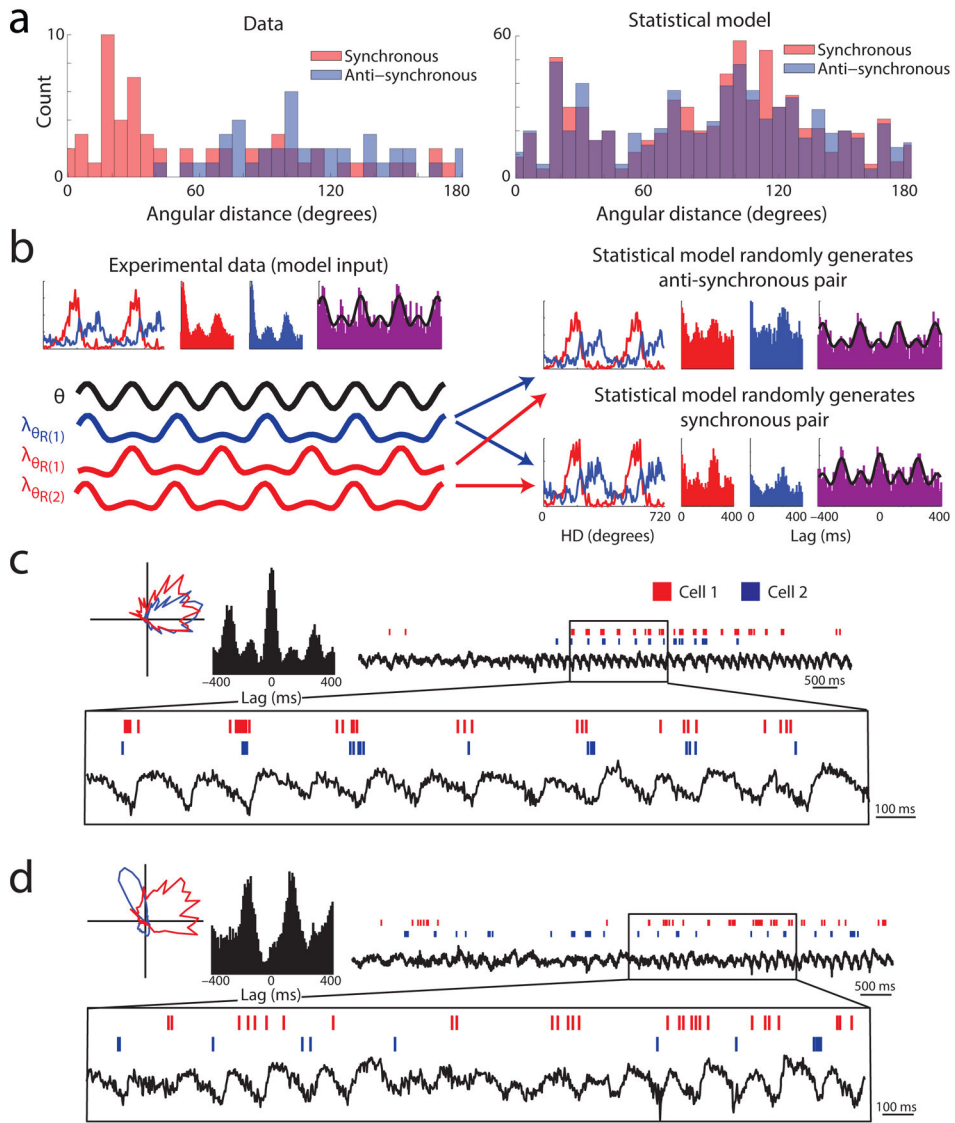 a
Data
Statistical model
10
Synchronous
Anti-synchronous
Count
0
0
60
120
180
Angular distance (degrees)
60
Synchronous
Anti-synchronous
0
0
60
120
180
Angular distance (degrees)
b
Experimental data (model input)
Statistical model randomly generates
anti-synchronous pair
θ
λθR(1)
λθR(1)
λθR(2)
Statistical model randomly generates
synchronous pair
0
720
0
400
0
400
−400
0
400
HD (degrees)
Lag (ms)
c
Cell 1
Cell 2
−400
0
400
Lag (ms)
500 ms
100 ms
d
−400
0
400
Lag (ms)
500 ms
100 ms